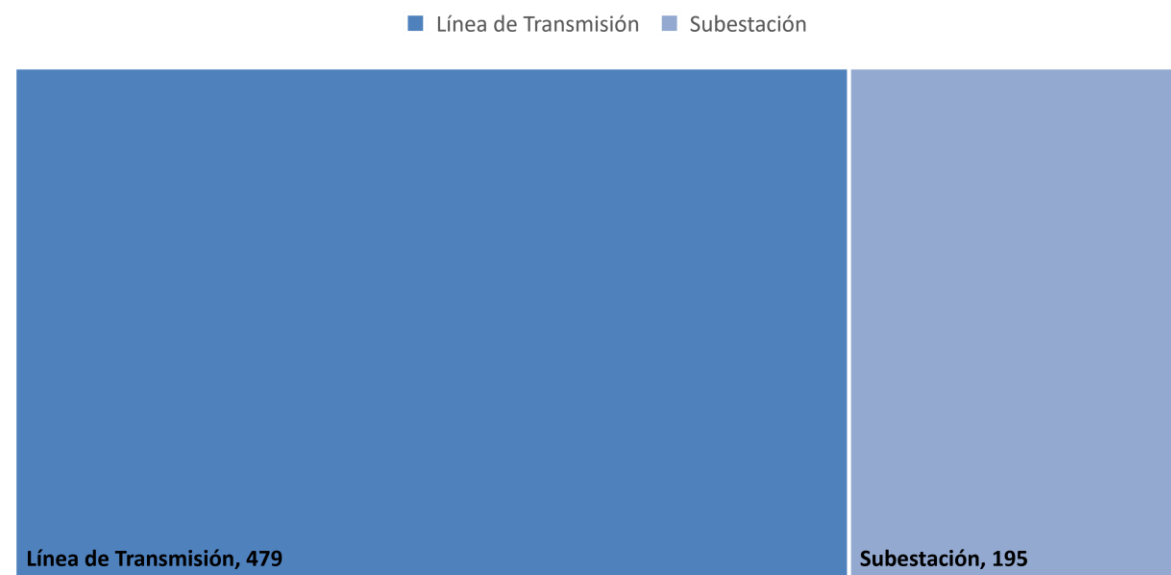 Línea de Transmisión Subestación
Línea de Transmisión, 479
Subestación, 195